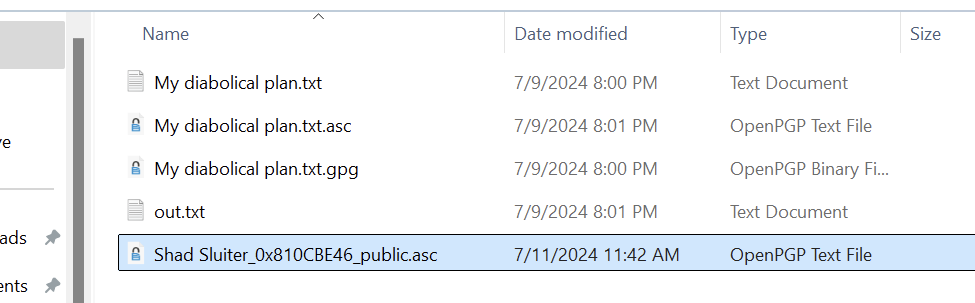 Name Date modified Type Size
My diabolical plan.txt 7/9/2024 8:00 PM Text Document
ve My diabolical plan.txt.asc 7/9/2024 8:01 PM OpenPGP Text File
My diabolical plan.txt.gpg 7/9/2024 8:00 PM OpenPGP Binary Fi...
out.txt 7/9/2024 8:01 PM Text Document
ads Shad Sluiter_0x810CBE46_public.asc 7/11/2024 11:42 AM OpenPGP Text File
ents